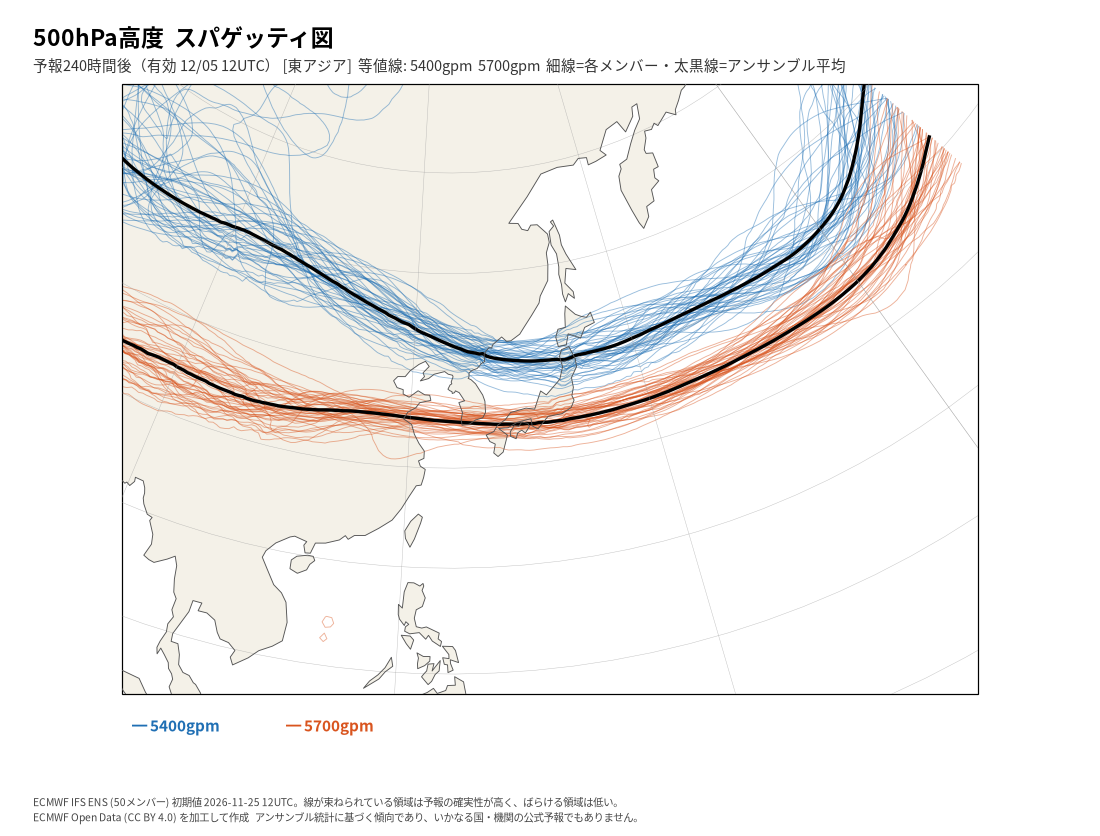 500hPa高度 スパゲッティ図
予報240時間後（有効 12/05 12UTC） [東アジア] 等値線: 5400gpm 5700gpm 細線=各メンバー・太黒線=アンサンブル平均
5400gpm 5700gpm
ECMWF IFS ENS (50メンバー) 初期値 2026-11-25 12UTC。線が束ねられている領域は予報の確実性が高く、ばらける領域は低い。
ECMWF Open Data (CC BY 4.0) を加工して作成 アンサンブル統計に基づく傾向であり、いかなる国・機関の公式予報でもありません。